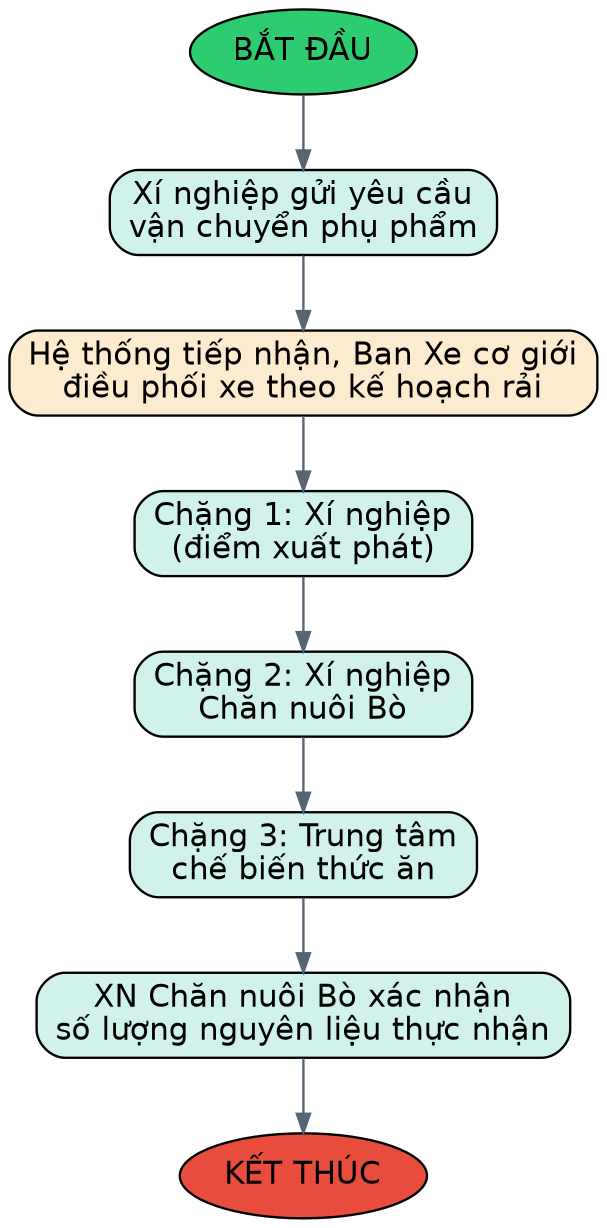 BẮT ĐẦU
Xí nghiệp gửi yêu cầu
vận chuyển phụ phẩm
Hệ thống tiếp nhận, Ban Xe cơ giới
điều phối xe theo kế hoạch rải
Chặng 1: Xí nghiệp
(điểm xuất phát)
Chặng 2: Xí nghiệp
Chăn nuôi Bò
Chặng 3: Trung tâm
chế biến thức ăn
XN Chăn nuôi Bò xác nhận
số lượng nguyên liệu thực nhận
KẾT THÚC